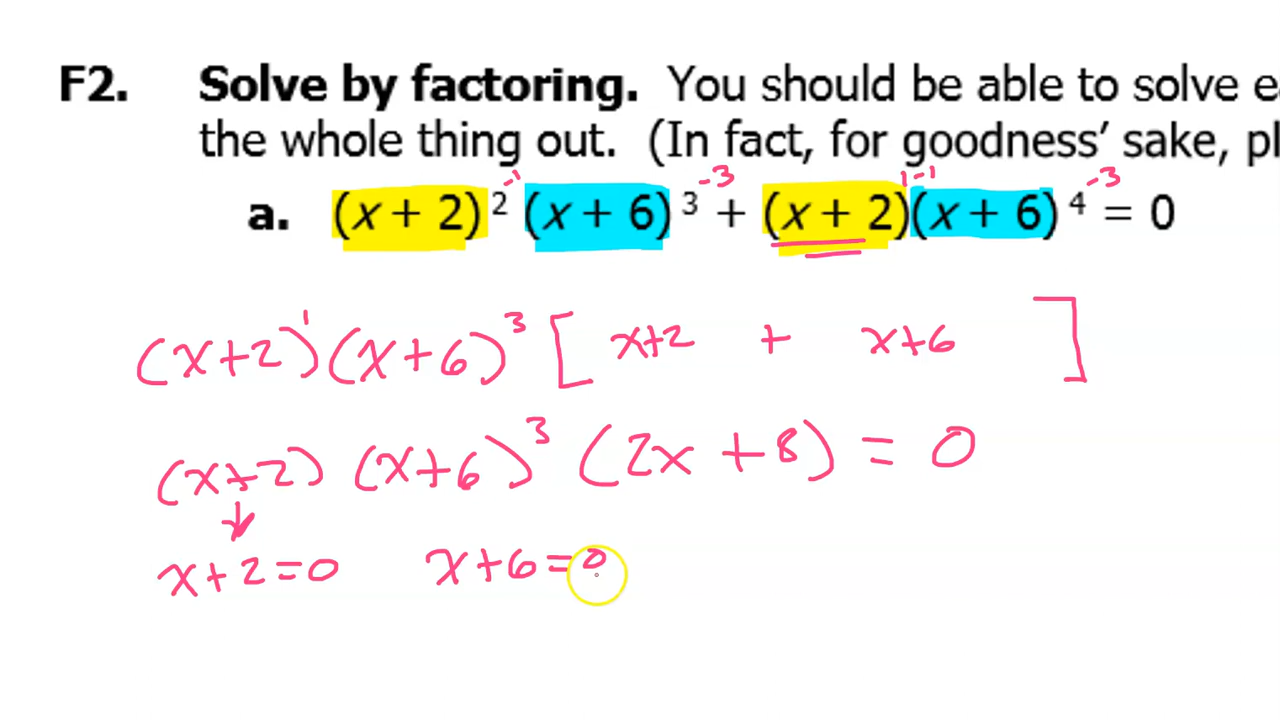 F2. Solve by factoring. You should be able to solve ea
the whole thing out. (In fact, for goodness' sake, pl
-1 -3 1-1 -3
a. (x + 2)² (x + 6)³ + (x + 2)(x + 6)⁴ = 0
(x+2)¹(x+6)³ [ x+2 + x+6 ]
(x+2) (x+6)³ (2x +8) = 0
x+2=0 x+6=0